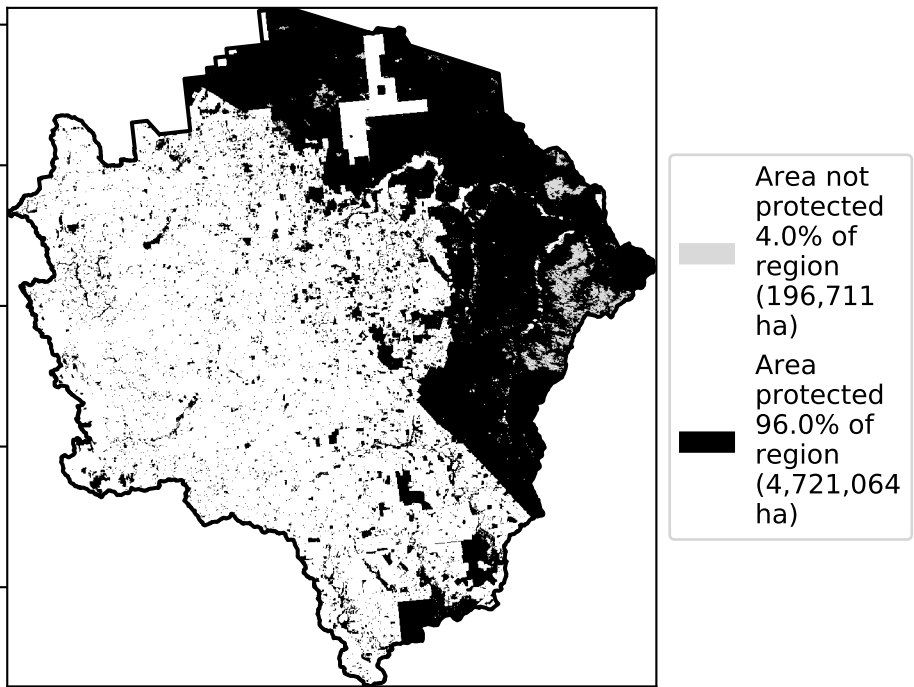 Area not
protected
4.0% of
region
(196,711
ha)
Area
protected
96.0% of
region
(4,721,064
ha)